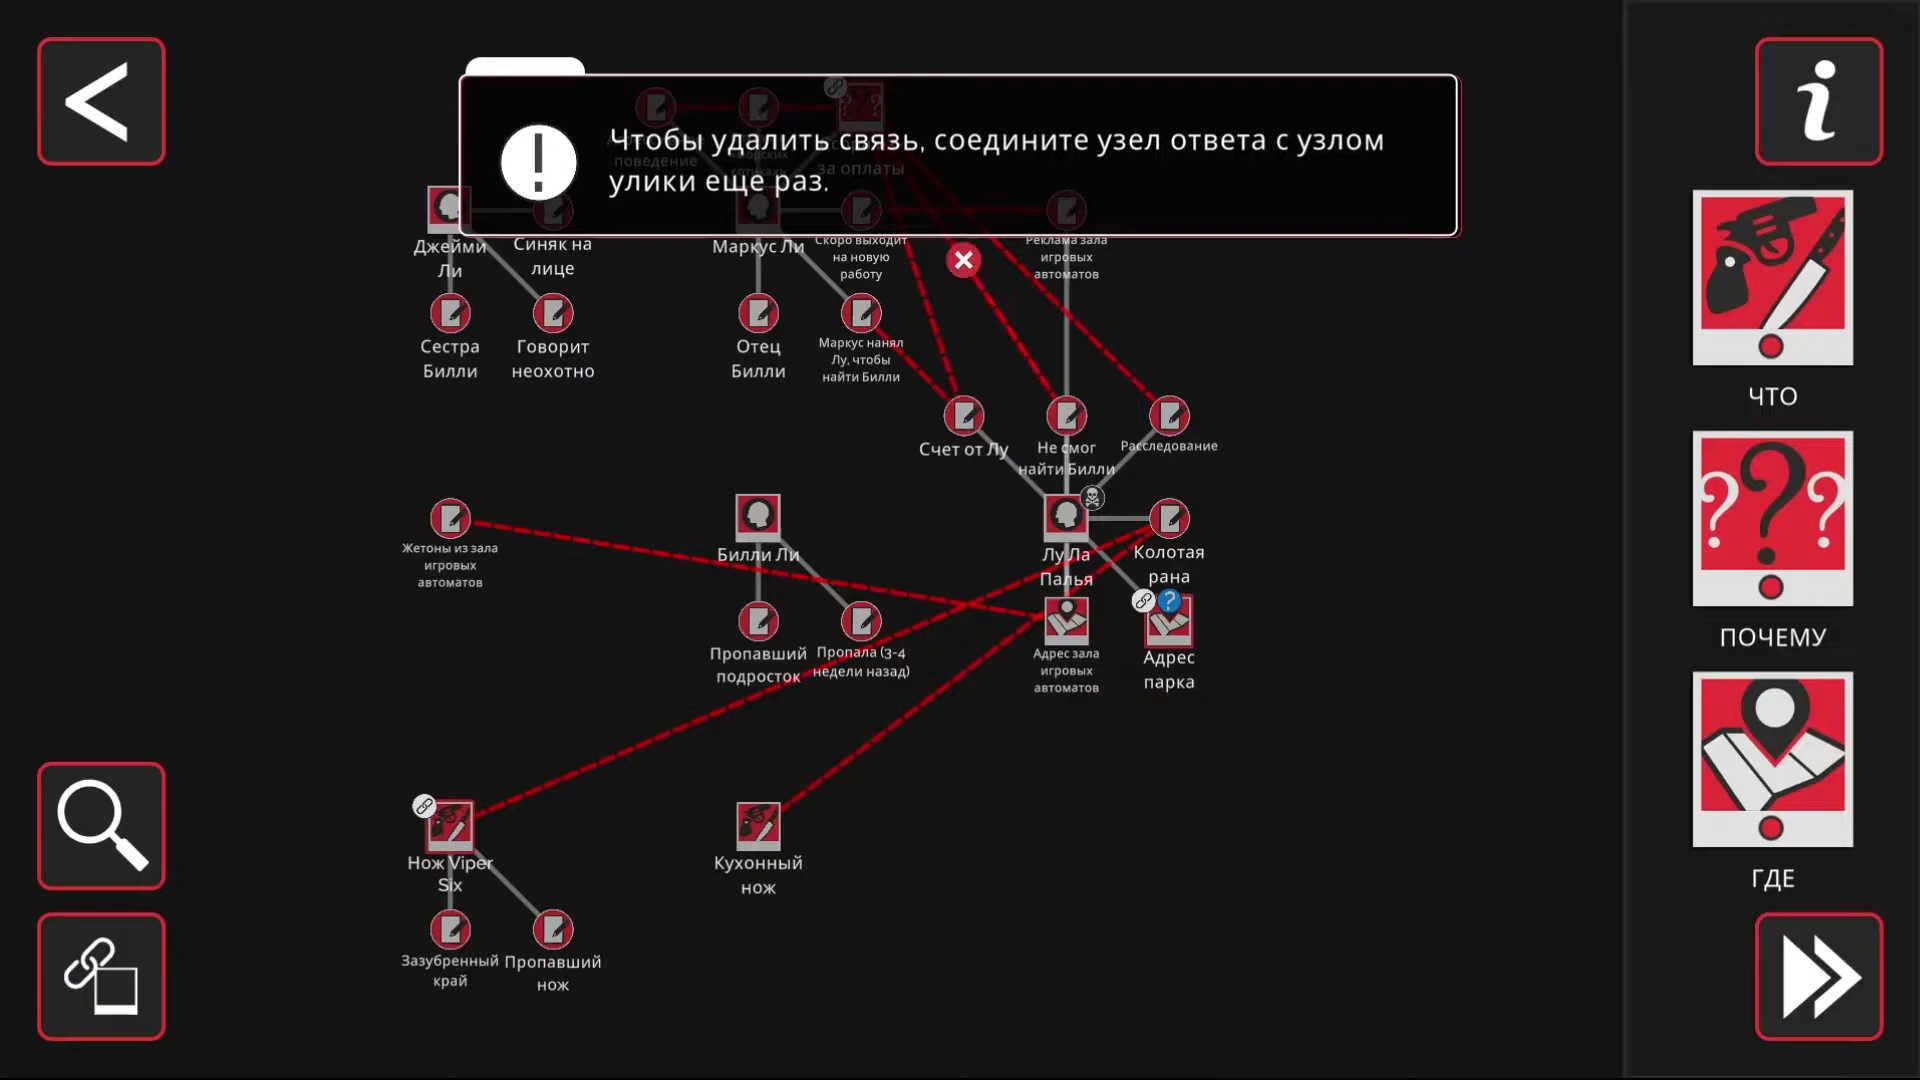 Чтобы удалить связь, соедините узел ответа с узлом
улики еще раз.
поведение
за оплаты
Джейми
Ли
Синяк на
лице
Маркус Ли
Скоро выходит
на новую
работу
Реклама зала
игровых
автоматов
Сестра
Билли
Говорит
неохотно
Отец
Билли
Маркус нанял
Лу, чтобы
найти Билли
Счет от Лу
Не смог
найти Билли
Расследование
Жетоны из зала
игровых
автоматов
Билли Ли
Лу Ла
Палья
Колотая
рана
Пропавший
подросток
Пропала (3-4
недели назад)
Адрес зала
игровых
автоматов
Адрес
парка
Нож Viper
Six
Кухонный
нож
Зазубренный
край
Пропавший
нож
ЧТО
ПОЧЕМУ
ГДЕ